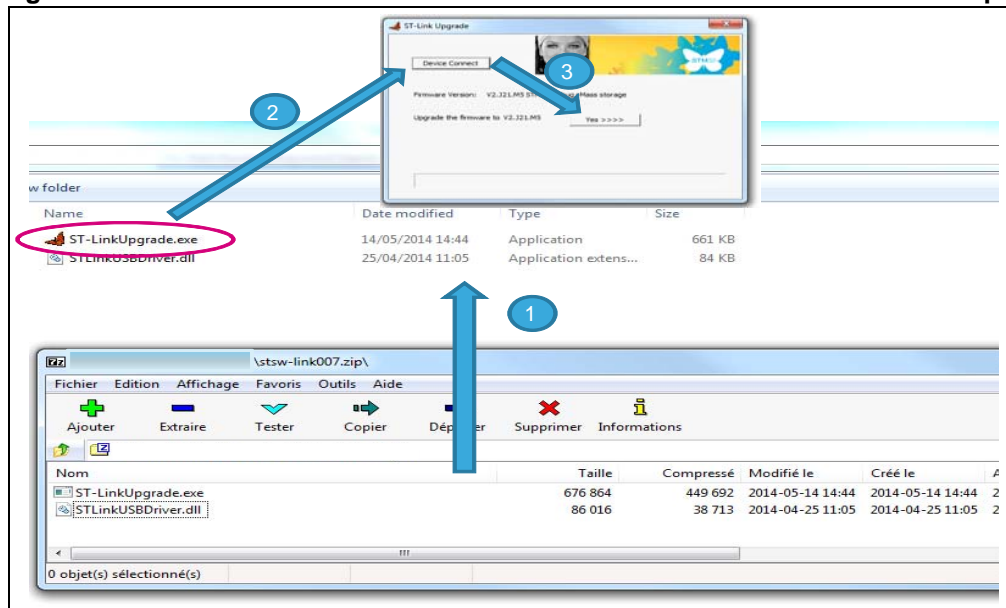 ST-Link Upgrade
Device Connect
3
Firmware Version: V2.J21.M5 Mass storage
Upgrade the firmware to V2.J21.M5 Yes >>>>
2
folder
Name Date modified Type Size
ST-LinkUpgrade.exe 14/05/2014 14:44 Application 661 KB
STLinkUSBDriver.dll 25/04/2014 11:05 Application extens... 84 KB
1
\stsw-link007.zip\
Fichier Edition Affichage Favoris Outils Aide
Ajouter Extraire Tester Copier Supprimer Informations
Nom Taille Compressé Modifié le Créé le
ST-LinkUpgrade.exe 676 864 449 692 2014-05-14 14:44 2014-05-14 14:44
STLinkUSBDriver.dll 86 016 38 713 2014-04-25 11:05 2014-04-25 11:05
0 objet(s) sélectionné(s)